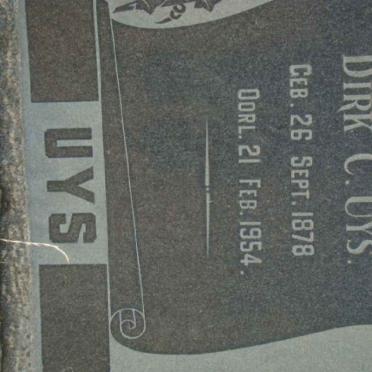 UYS
DIRK C. UYS.
GEB. 26 SEPT. 1878
OORL. 21 FEB. 1954.